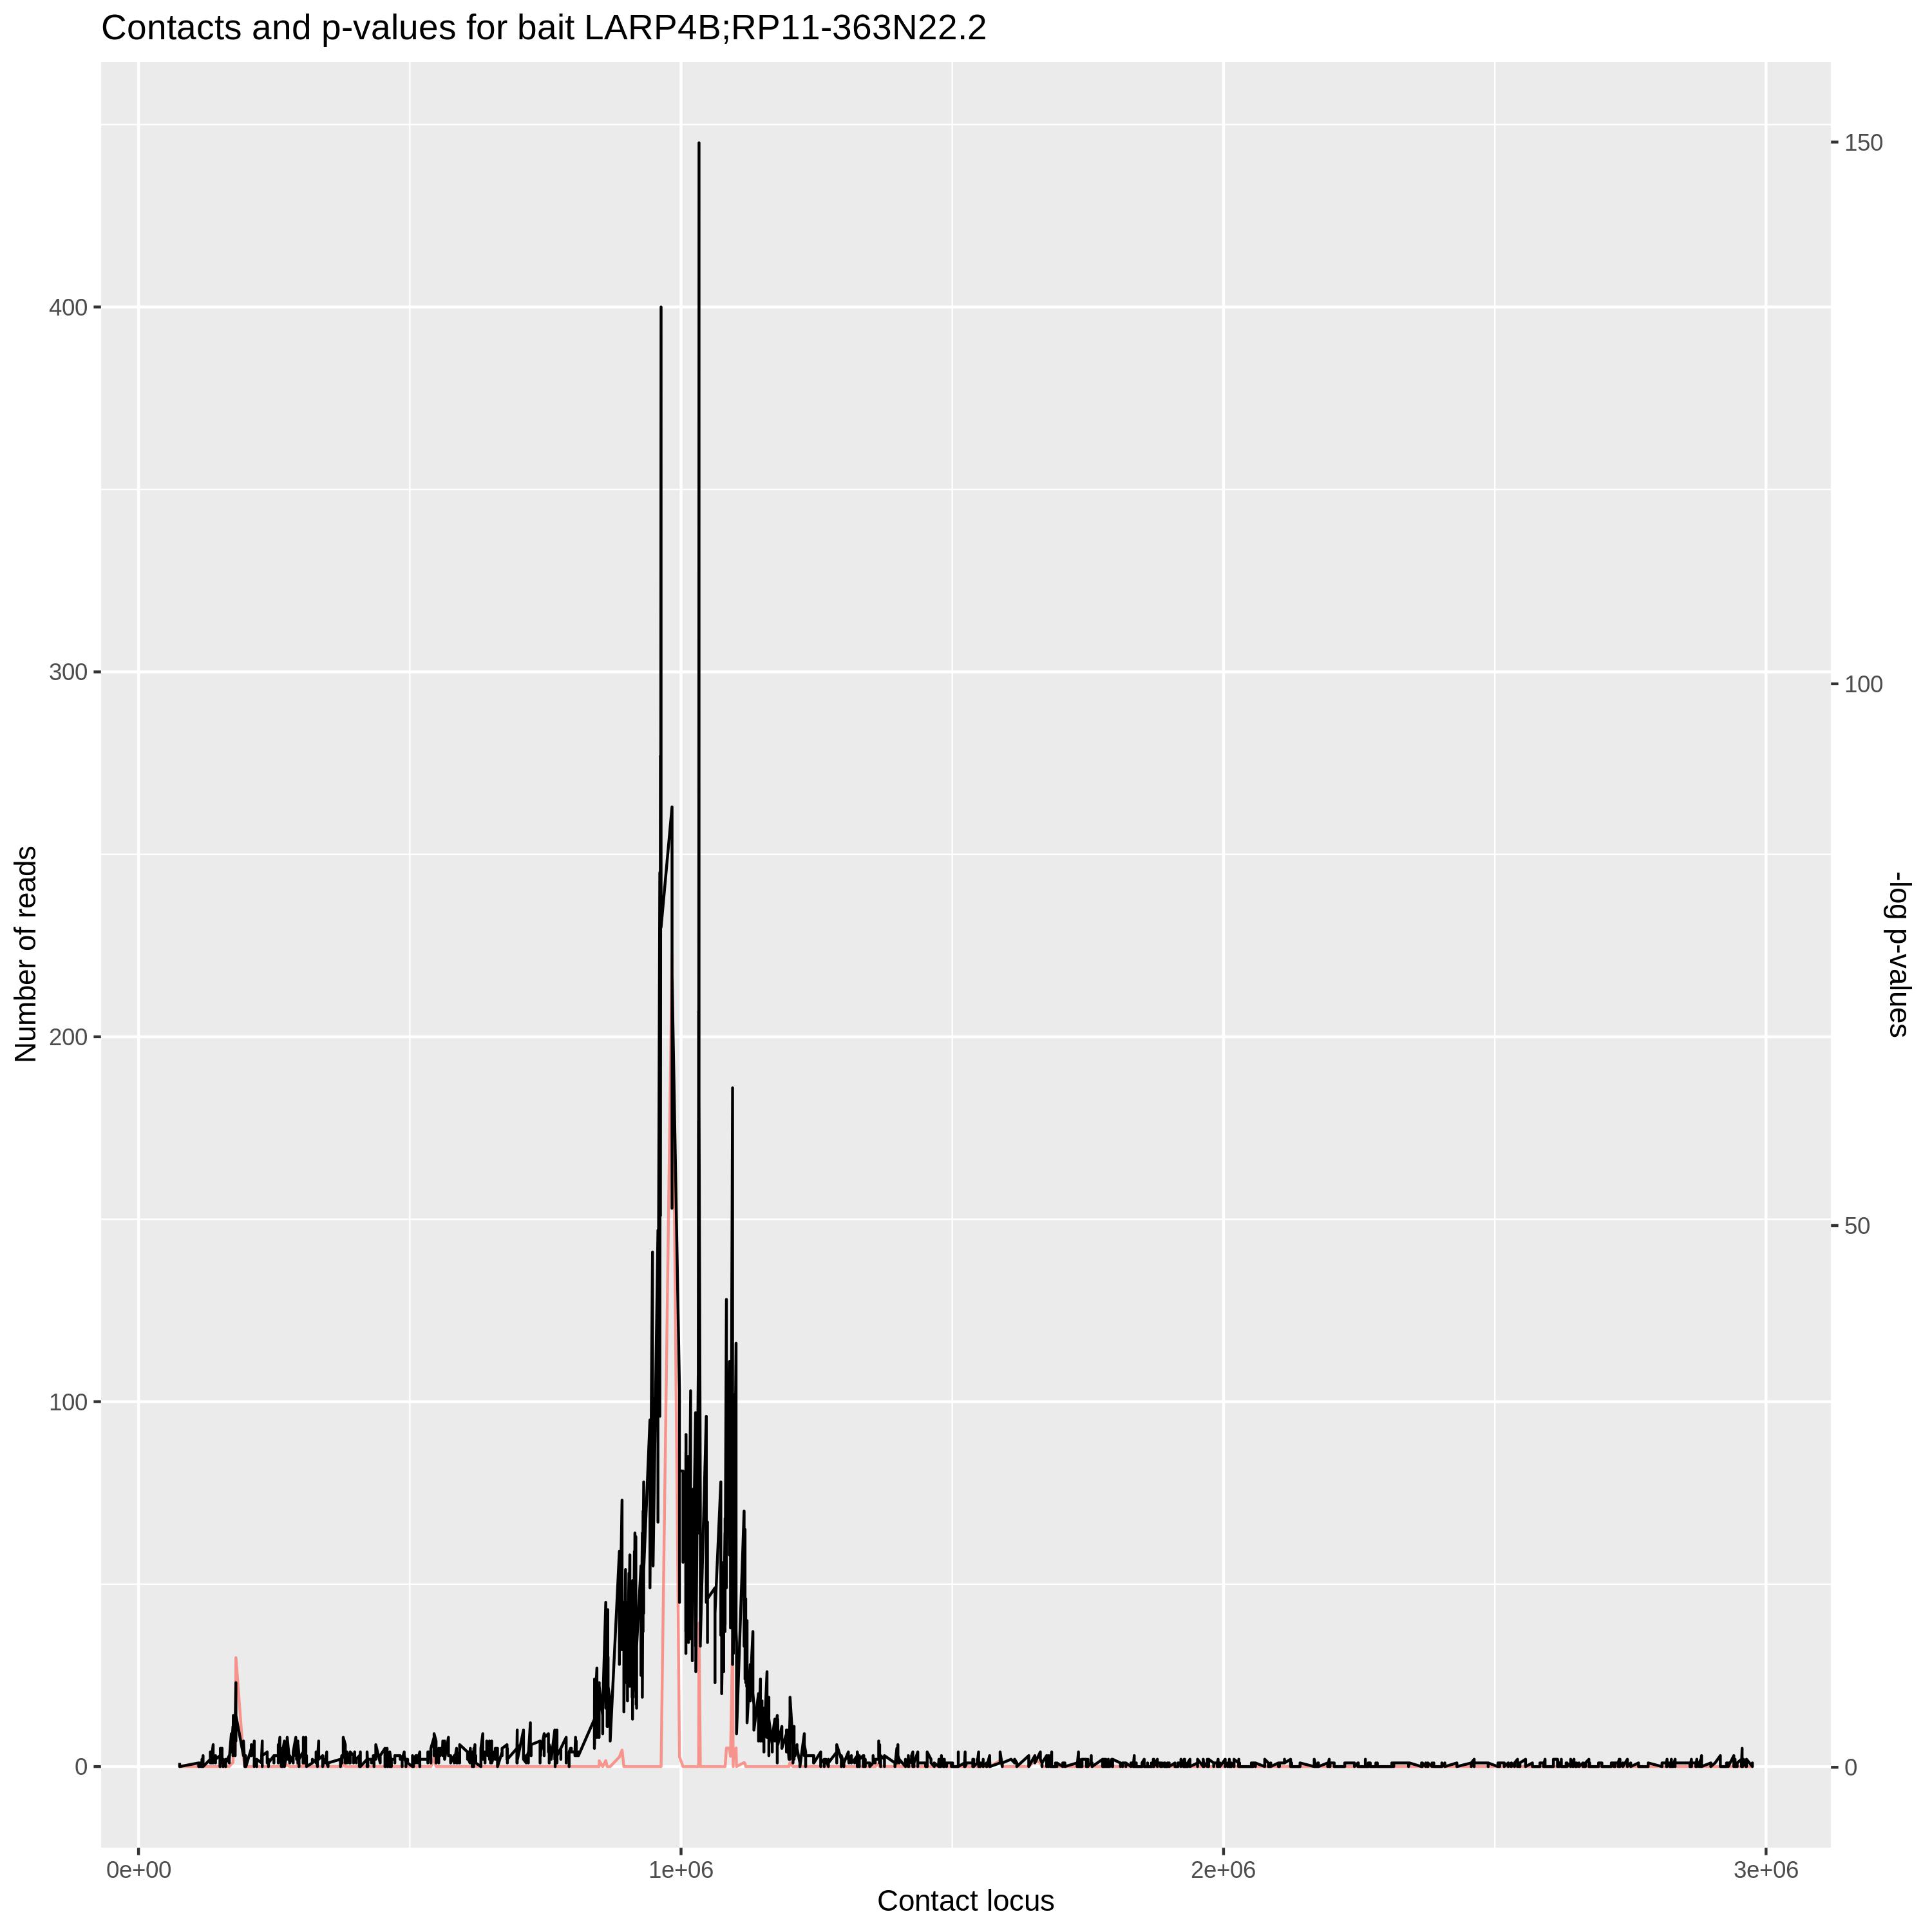 Contacts and p-values for bait LARP4B;RP11-363N22.2
Number of reads
400
300
200
100
0
150
100
50
0
-log p-values
0e+00 1e+06 2e+06 3e+06
Contact locus